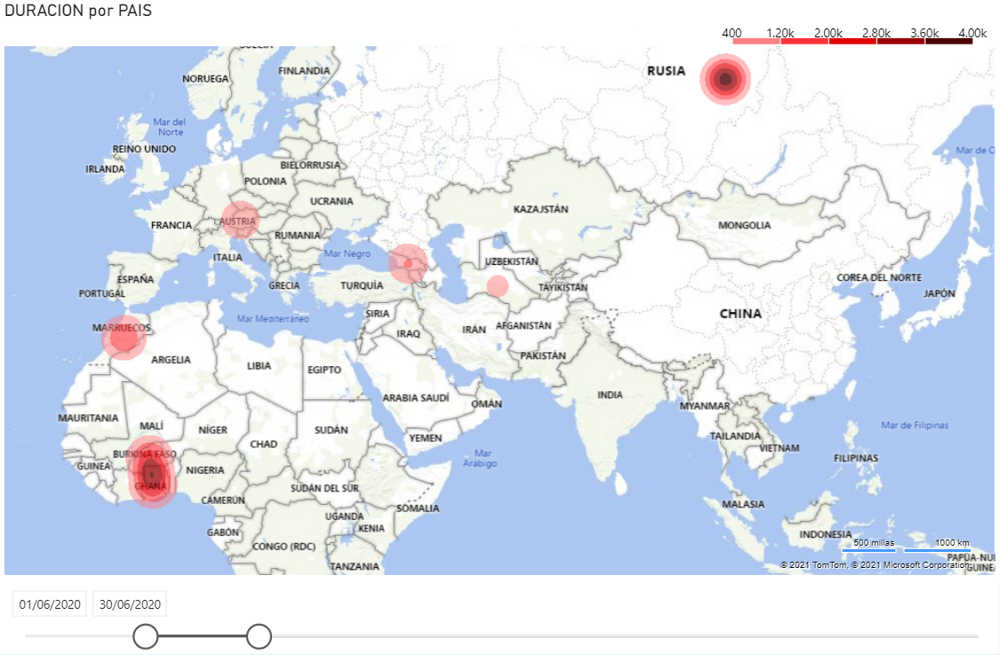 DURACION por PAIS
400 1.20k 2.00k 2.80k 3.60k 4.00k
RUSIA
FINLANDIA
NORUEGA
Mar del
Norte
REINO UNIDO
Mar de O
BIELORRUSIA
IRLANDA
POLONIA
UCRANIA
KAZAJSTÁN
AUSTRIA
FRANCIA
MONGOLIA
RUMANIA
Mar Negro
ITALIA
UZBEKISTÁN
ESPAÑA
COREA DEL NORTE
GRECIA
TURQUÍA
TAYIKISTÁN
PORTUGAL
JAPÓN
SIRIA
CHINA
Mar Mediterráneo
MARRUECOS
IRÁN
AFGANISTÁN
IRAQ
PAKISTÁN
ARGELIA
LIBIA
EGIPTO
INDIA
ARABIA SAUDÍ
OMÁN
MYANMAR
MAURITANIA
MALÍ
NÍGER
SUDÁN
Mar de Filipinas
YEMEN
TAILANDIA
CHAD
VIETNAM
BURKINA FASO
Mar
Arábigo
FILIPINAS
GUINEA
NIGERIA
GHANA
SUDÁN DEL SUR
CAMERÚN
MALASIA
SOMALIA
UGANDA
KENIA
GABÓN
INDONESIA
CONGO (RDC)
500 millas 1000 km
PAPÚA-NU
GUINE
TANZANIA
© 2021 TomTom, © 2021 Microsoft Corporation
01/06/2020 30/06/2020